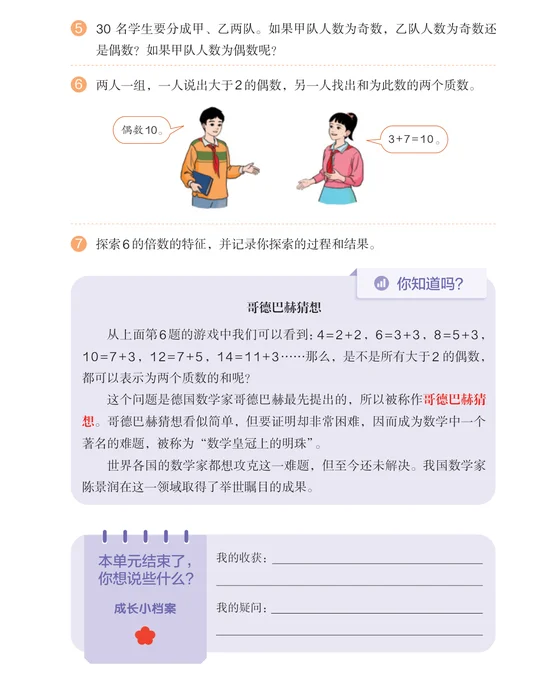 5 30 名学生要分成甲、乙两队。如果甲队人数为奇数，乙队人数为奇数还
是偶数？如果甲队人数为偶数呢？
6 两人一组，一人说出大于2的偶数，另一人找出和为此数的两个质数。
偶数10。
3+7=10。
7 探索6的倍数的特征，并记录你探索的过程和结果。
你知道吗？
哥德巴赫猜想
从上面第6题的游戏中我们可以看到：4=2+2，6=3+3，8=5+3，
10=7+3，12=7+5，14=11+3……那么，是不是所有大于2的偶数，
都可以表示为两个质数的和呢？
这个问题是德国数学家哥德巴赫最先提出的，所以被称作哥德巴赫猜
想。哥德巴赫猜想看似简单，但要证明却非常困难，因而成为数学中一个
著名的难题，被称为“数学皇冠上的明珠”。
世界各国的数学家都想攻克这一难题，但至今还未解决。我国数学家
陈景润在这一领域取得了举世瞩目的成果。
本单元结束了，
你想说些什么？
成长小档案
我的收获：
我的疑问：